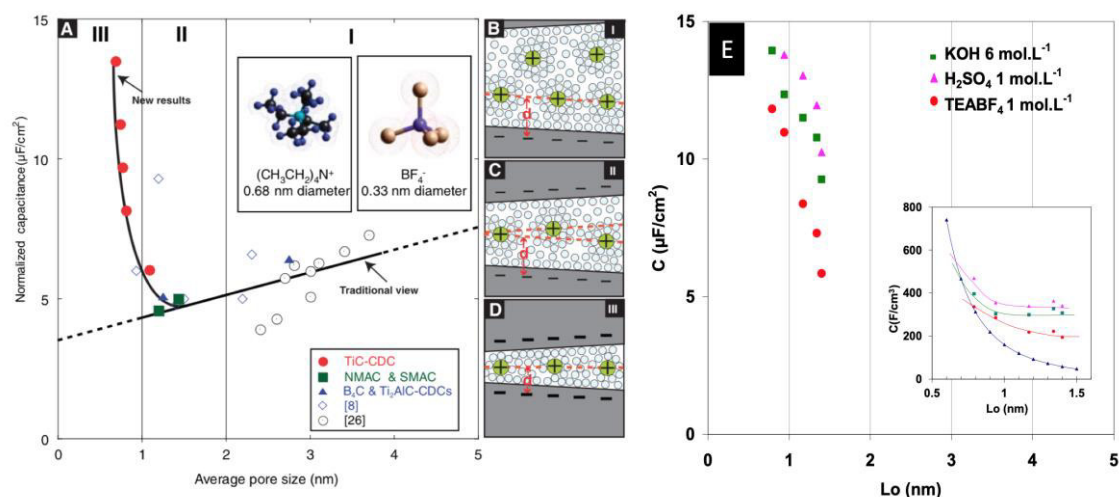 A
III
II
I
15
10
5
0
Normalized capacitance (μF/cm²)
New results
(CH₃CH₂)₄N⁺
0.68 nm diameter
BF₄⁻
0.33 nm diameter
Traditional view
TiC-CDC
NMAC & SMAC
B₄C & Ti₂AlC-CDCs
[8]
[26]
0 1 2 3 4 5
Average pore size (nm)
B
I
d
C
II
d
D
III
d
E
KOH 6 mol.L⁻¹
H₂SO₄ 1 mol.L⁻¹
TEABF₄ 1 mol.L⁻¹
15
10
5
0
C (μF/cm²)
0 1 2 3 4 5
Lo (nm)
800
600
400
200
0
C(F/cm³)
0.5 1 1.5
Lo (nm)